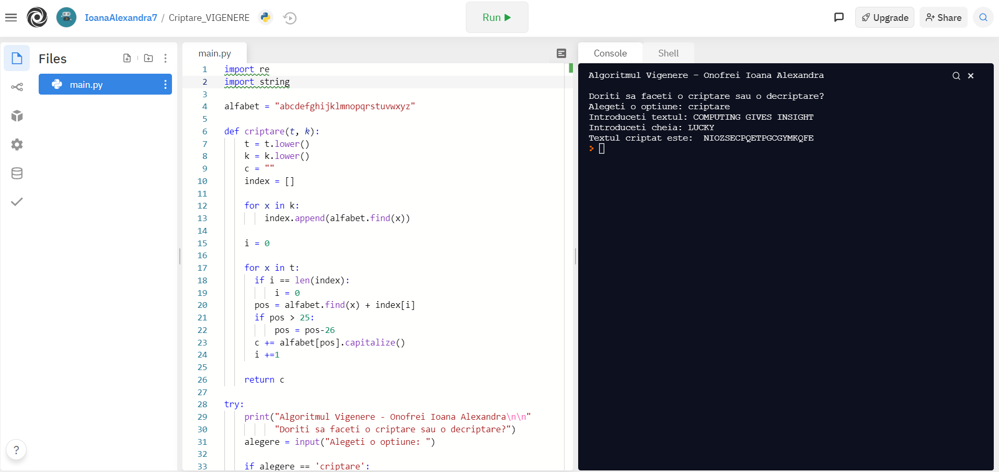 IoanaAlexandra7 / Criptare_VIGENERE
Run
Upgrade
Share
Files
main.py
main.py
1 import re
2 import string
3
4 alfabet = "abcdefghijklmnopqrstuvwxyz"
5
6 def criptare(t, k):
7 t = t.lower()
8 k = k.lower()
9 c = ""
10 index = []
11
12 for x in k:
13 index.append(alfabet.find(x))
14
15 i = 0
16
17 for x in t:
18 if i == len(index):
19 i = 0
20 pos = alfabet.find(x) + index[i]
21 if pos > 25:
22 pos = pos-26
23 c += alfabet[pos].capitalize()
24 i +=1
25
26 return c
27
28 try:
29 print("Algoritmul Vigenere - Onofrei Ioana Alexandra\n\n"
30 "Doriti sa faceti o criptare sau o decriptare?")
31 alegere = input("Alegeti o optiune: ")
32
33 if alegere == 'criptare':
Console
Shell
Algoritmul Vigenere - Onofrei Ioana Alexandra
Doriti sa faceti o criptare sau o decriptare?
Alegeti o optiune: criptare
Introduceti textul: COMPUTING GIVES INSIGHT
Introduceti cheia: LUCKY
Textul criptat este:  NIOZSECPQETPGCGYMKQFE
>
?